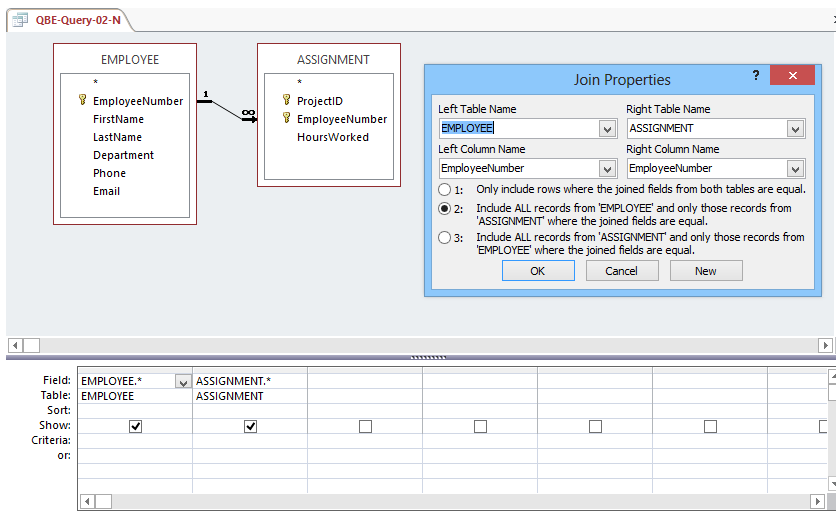 QBE-Query-02-N
EMPLOYEE
*
EmployeeNumber
FirstName
LastName
Department
Phone
Email
1
∞
ASSIGNMENT
*
ProjectID
EmployeeNumber
HoursWorked
Join Properties
?
Left Table Name
Right Table Name
EMPLOYEE
ASSIGNMENT
Left Column Name
Right Column Name
EmployeeNumber
EmployeeNumber
1: Only include rows where the joined fields from both tables are equal.
2: Include ALL records from 'EMPLOYEE' and only those records from
'ASSIGNMENT' where the joined fields are equal.
3: Include ALL records from 'ASSIGNMENT' and only those records from
'EMPLOYEE' where the joined fields are equal.
OK Cancel New
Field: EMPLOYEE.* ASSIGNMENT.*
Table: EMPLOYEE ASSIGNMENT
Sort:
Show:
Criteria:
or: